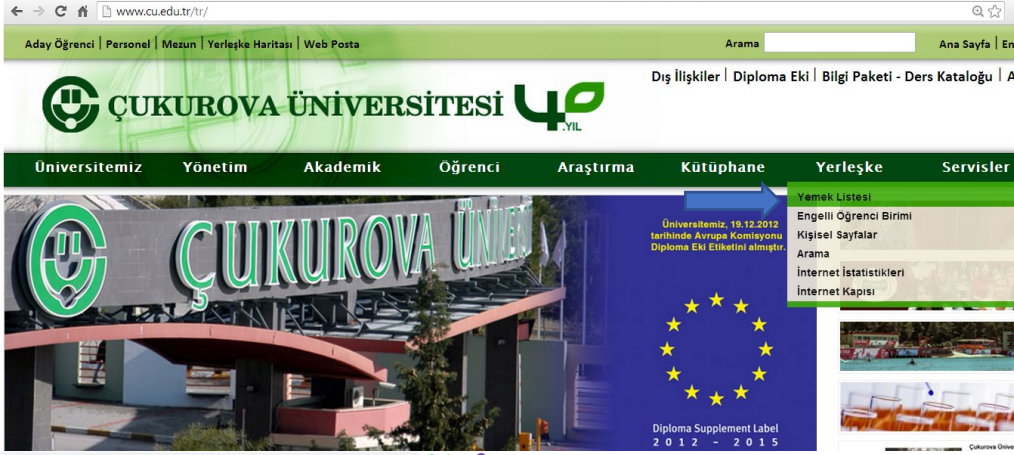 www.cu.edu.tr/tr/
Aday Öğrenci | Personel | Mezun | Yerleşke Haritası | Web Posta
Arama
Ana Sayfa | En
Dış İlişkiler | Diploma Eki | Bilgi Paketi - Ders Kataloğu | A
ÇUKUROVA ÜNİVERSİTESİ 40.YIL
Üniversitemiz Yönetim Akademik Öğrenci Araştırma Kütüphane Yerleşke Servisler
Yemek Listesi
Engelli Öğrenci Birimi
Kişisel Sayfalar
Arama
İnternet İstatistikleri
İnternet Kapısı
ÇUKUROVA ÜNİVERSİ
Üniversitemiz, 19.12.2012
tarihinde Avrupa Komisyonu
Diploma Eki Etiketini almıştır.
Diploma Supplement Label
2012 - 2015
ÇukurovaÜnive